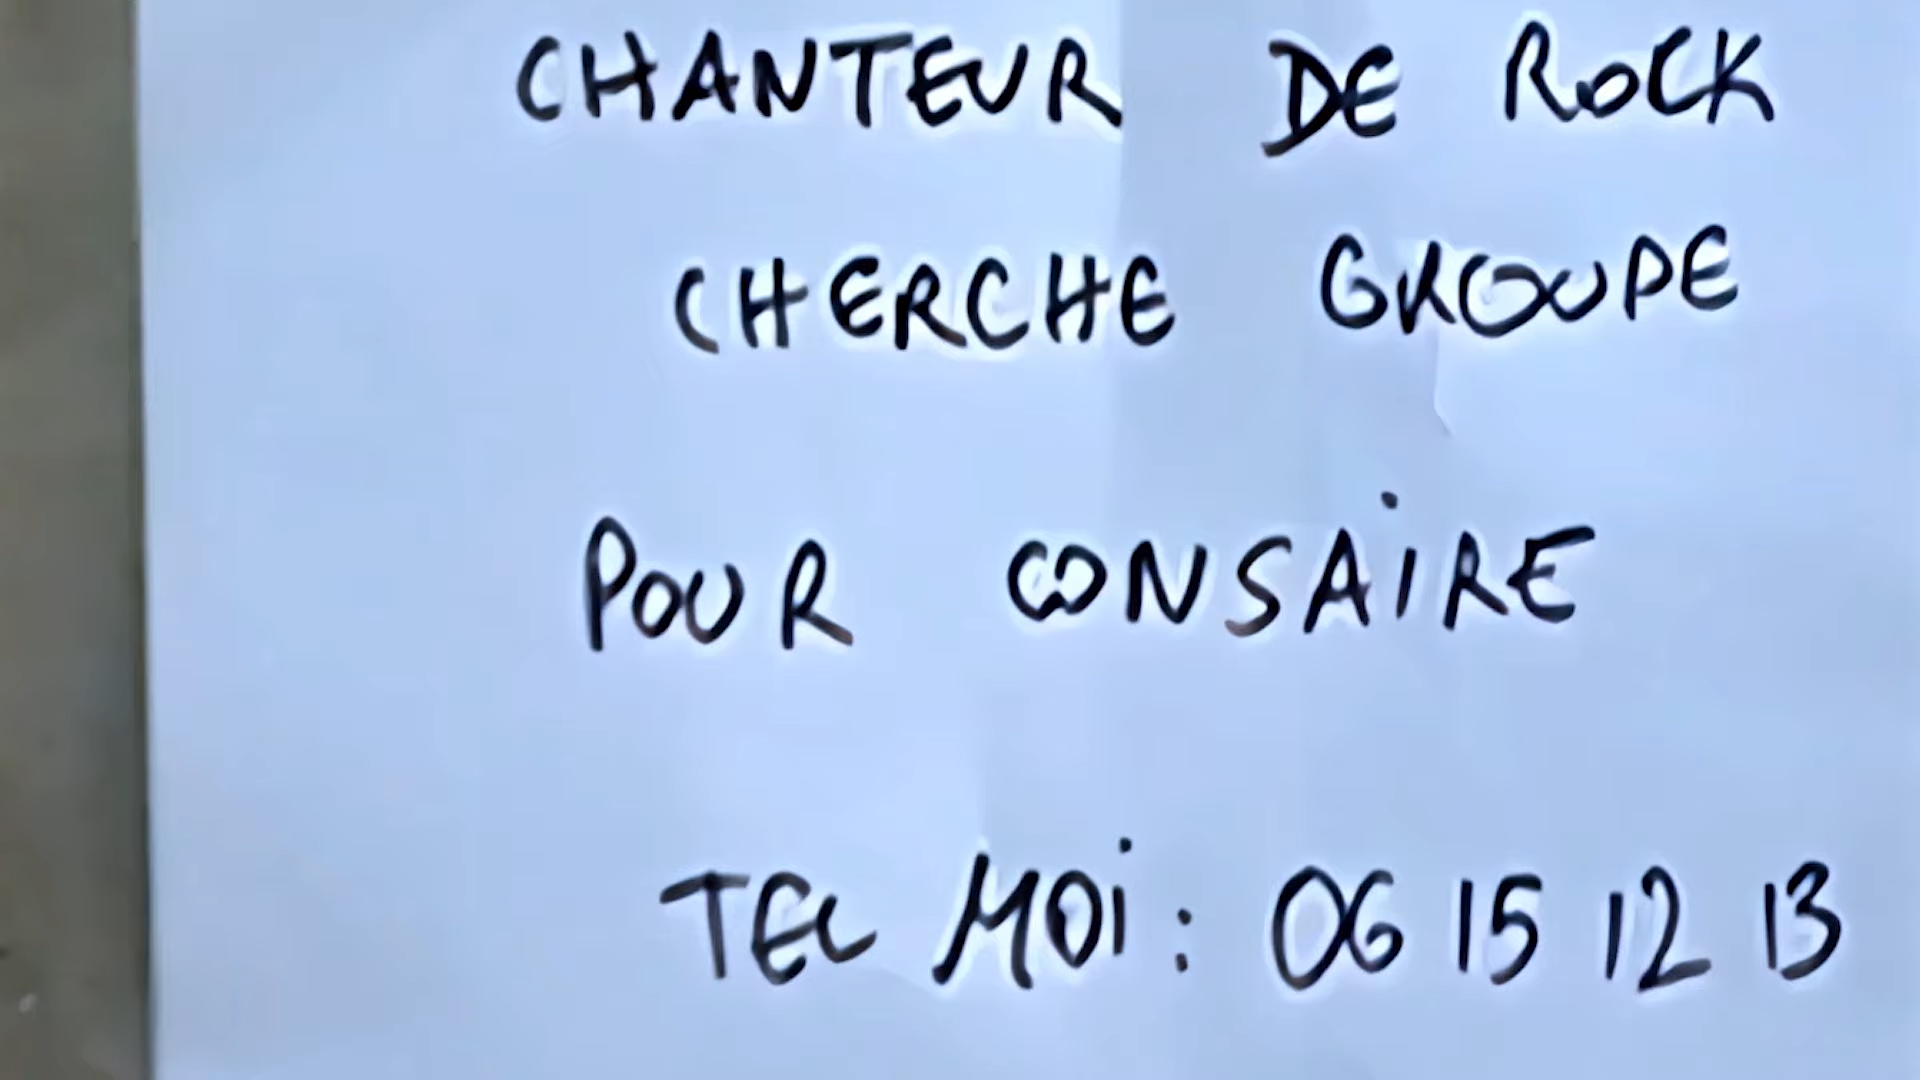 CHANTEUR DE ROCK
CHERCHE GROUPE
POUR CONSAIRE
TEL MOI : 06 15 12 13